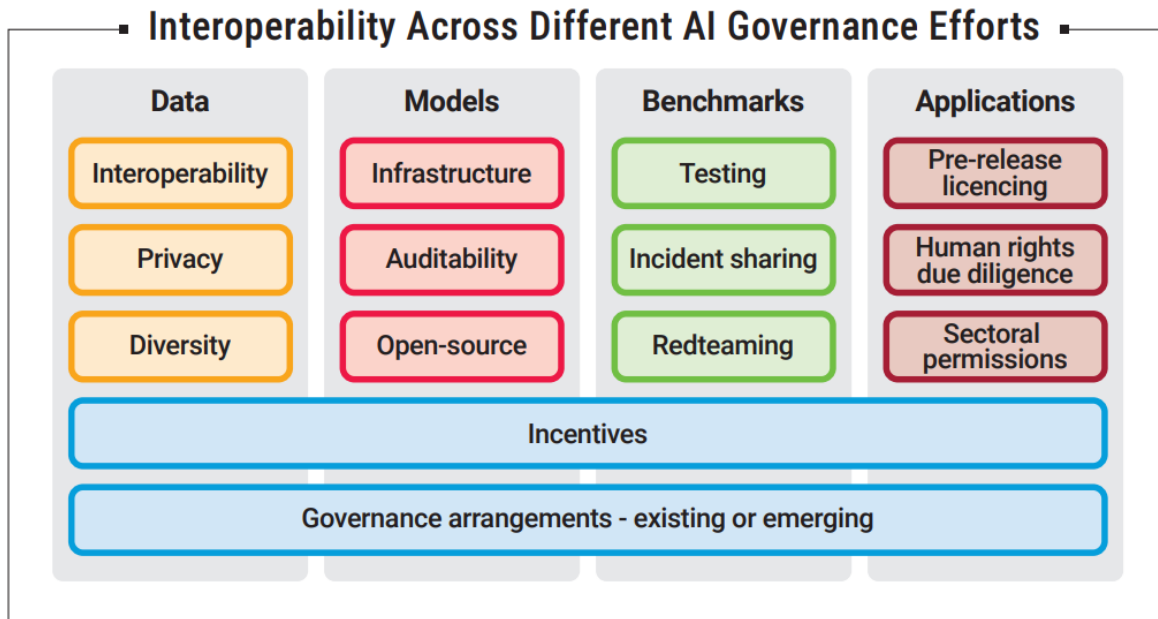 Interoperability Across Different AI Governance Efforts
Data
Interoperability
Privacy
Diversity
Models
Infrastructure
Auditability
Open-source
Benchmarks
Testing
Incident sharing
Redteaming
Applications
Pre-release
licencing
Human rights
due diligence
Sectoral
permissions
Incentives
Governance arrangements - existing or emerging